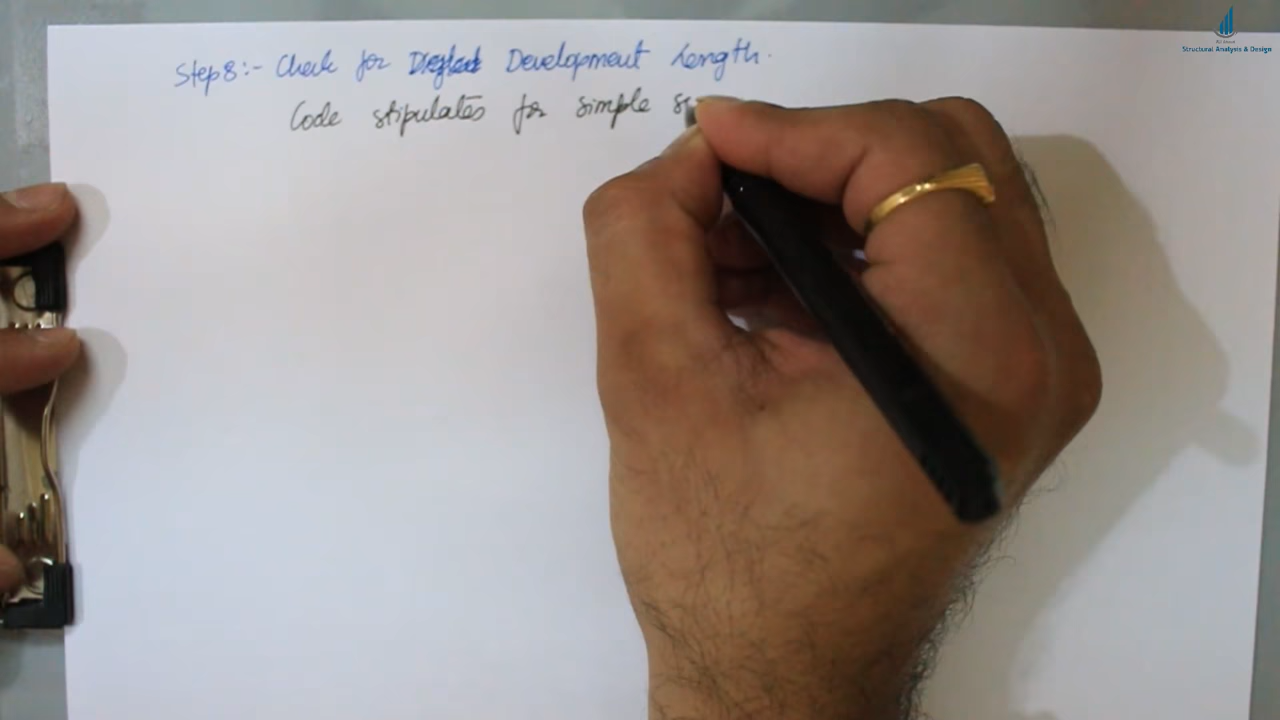 Step 8:- Check for Development Length.
Code stipulates for simple
Structural Analysis & Design